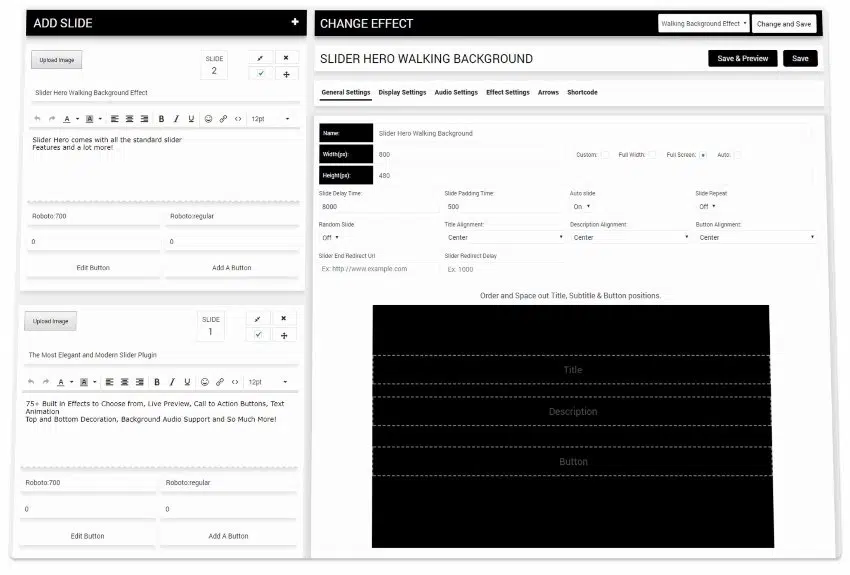 ADD SLIDE +
Upload Image
SLIDE
2
Slider Hero Walking Background Effect
A A B I U 12pt
Slider Hero comes with all the standard slider
Features and a lot more!
Roboto:700 Roboto:regular
0 0
Edit Button Add A Button
Upload Image
SLIDE
1
The Most Elegant and Modern Slider Plugin
A A B I U 12pt
75+ Built in Effects to Choose from, Live Preview, Call to Action Buttons, Text
Animation
Top and Bottom Decoration, Background Audio Support and So Much More!
Roboto:700 Roboto:regular
0 0
Edit Button Add A Button
CHANGE EFFECT Walking Background Effect Change and Save
SLIDER HERO WALKING BACKGROUND Save & Preview Save
General Settings Display Settings Audio Settings Effect Settings Arrows Shortcode
Name: Slider Hero Walking Background
Width(px): 800 Custom: Full Width: Full Screen: Auto:
Height(px): 480
Slide Delay Time: Slide Padding Time: Auto slide Slide Repeat
8000 500 On Off
Random Slide Title Alignment: Description Alignment: Button Alignment:
Off Center Center Center
Slider End Redirect Url Slider Redirect Delay
Ex: http://www.example.com Ex: 1000
Order and Space out Title, Subtitle & Button positions.
Title
Description
Button